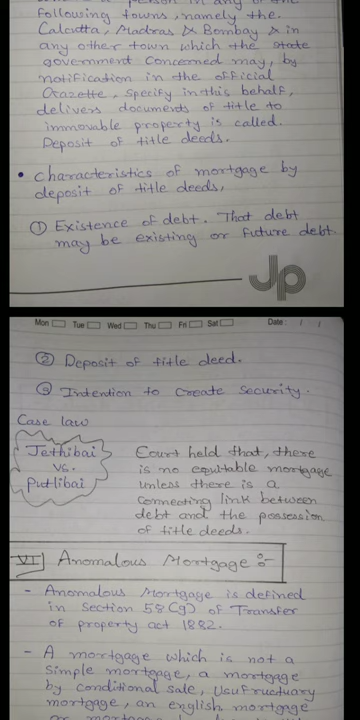 a person in any of the
following towns, namely the.
Calcutta, Madras & Bombay & in
any other town which the state
government concerned may, by
notification in the official
Gazette, specify in this behalf,
delivers documents of title to
immovable property is called.
Deposit of title deeds.
• Characteristics of mortgage by
deposit of title deeds,
① Existence of debt. That debt
may be existing or future debt.
Jp
Mon Tue Wed Thu Fri Sat Date: / /
② Deposit of title deed.
③ Intention to create security.
Case law
Jethibai
vs.
Putlibai
Court held that, there
is no equitable mortgage
unless there is a
connecting link between
debt and the possession
of title deeds.
VI] Anomalous Mortgage :-
- Anomalous Mortgage is defined
in section 58(g) of Transfer
of property act 1882.
- A mortgage which is not a
simple mortgage, a mortgage
by conditional sale, Usufructuary
mortgage, an english mortgage
or mortgage